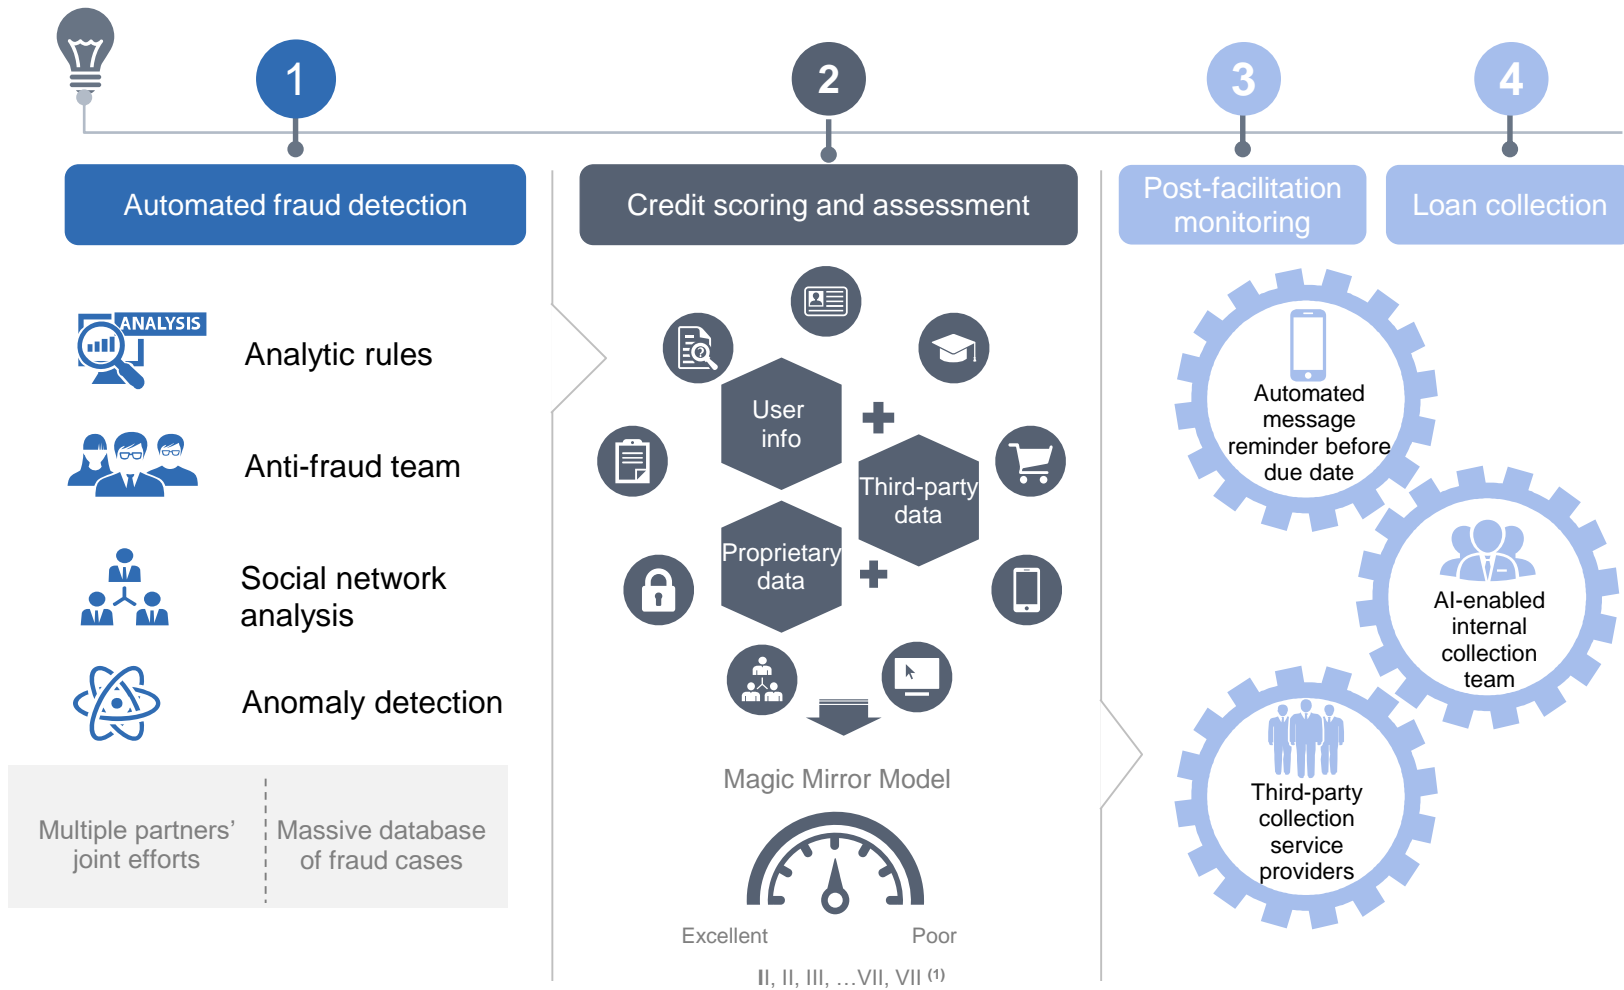 1
2
3
4
Automated fraud detection
Credit scoring and assessment
Post-facilitation
monitoring
Loan collection
ANALYSIS
Analytic rules
Anti-fraud team
Social network
analysis
Anomaly detection
Multiple partners’
joint efforts
Massive database
of fraud cases
User
info
Third-party
data
Proprietary
data
?
Magic Mirror Model
Excellent
Poor
II, II, III, …VII, VII (1)
Automated
message
reminder before
due date
AI-enabled
internal
collection
team
Third-party
collection
service
providers